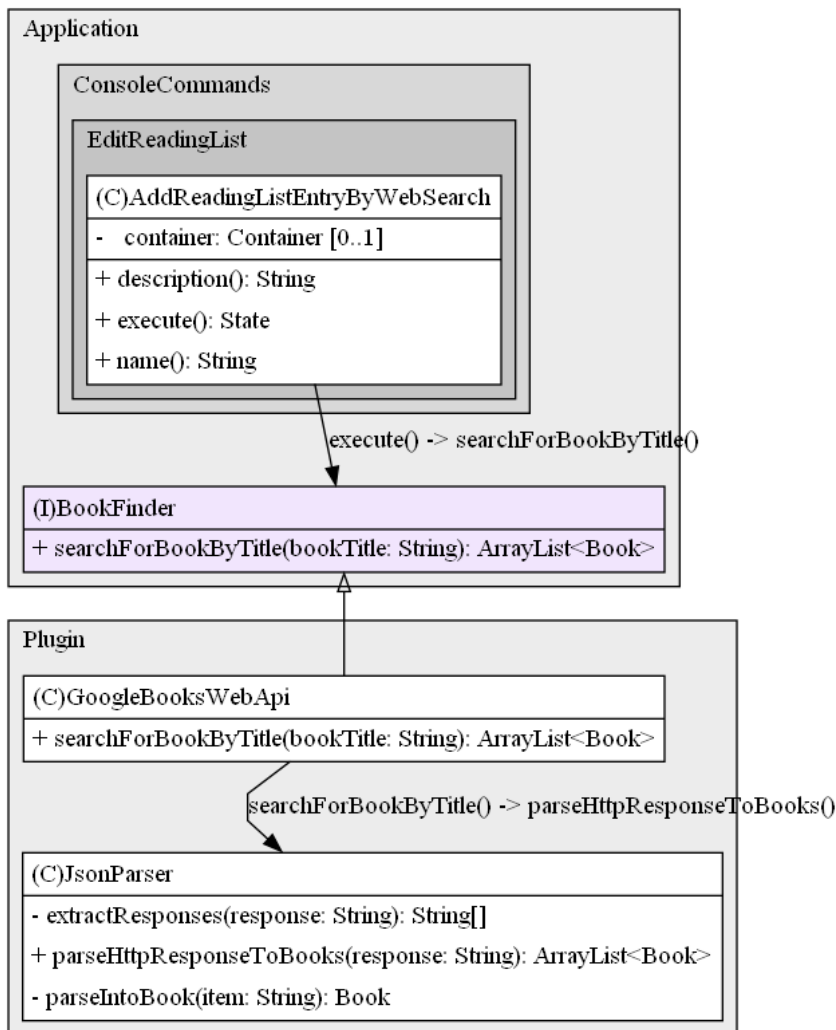 Application
ConsoleCommands
EditReadingList
(C)AddReadingListEntryByWebSearch
- container: Container [0..1]
+ description(): String
+ execute(): State
+ name(): String
execute() -> searchForBookByTitle()
(I)BookFinder
+ searchForBookByTitle(bookTitle: String): ArrayList<Book>
Plugin
(C)GoogleBooksWebApi
+ searchForBookByTitle(bookTitle: String): ArrayList<Book>
searchForBookByTitle() -> parseHttpResponseToBooks()
(C)JsonParser
- extractResponses(response: String): String[]
+ parseHttpResponseToBooks(response: String): ArrayList<Book>
- parseIntoBook(item: String): Book